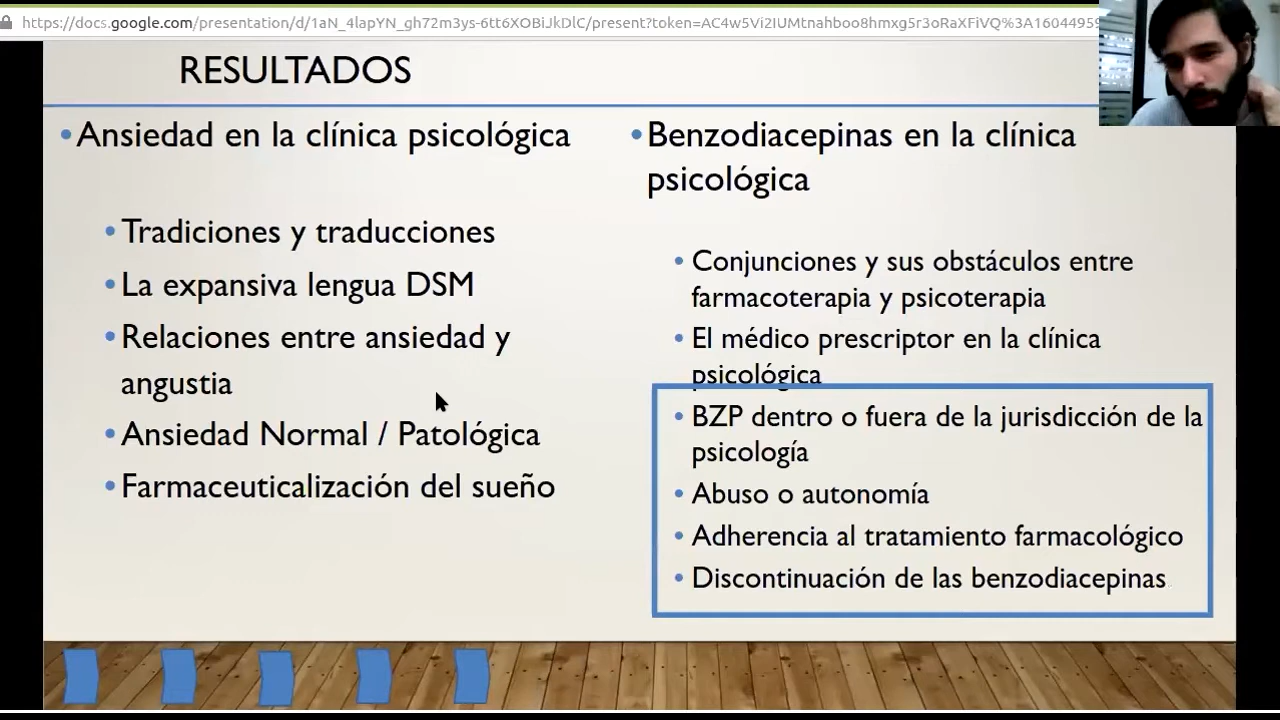 https://docs.google.com/presentation/d/1aN_4lapYN_gh72m3ys-6tt6XOBiJkDlC/present?token=AC4w5Vi2IUMtnahboo8hmxg5r3oRaXFiVQ%3A16044959
RESULTADOS
• Ansiedad en la clínica psicológica
• Tradiciones y traducciones
• La expansiva lengua DSM
• Relaciones entre ansiedad y
angustia
• Ansiedad Normal / Patológica
• Farmaceuticalización del sueño
• Benzodiacepinas en la clínica
psicológica
• Conjunciones y sus obstáculos entre
farmacoterapia y psicoterapia
• El médico prescriptor en la clínica
psicológica
• BZP dentro o fuera de la jurisdicción de la
psicología
• Abuso o autonomía
• Adherencia al tratamiento farmacológico
• Discontinuación de las benzodiacepinas